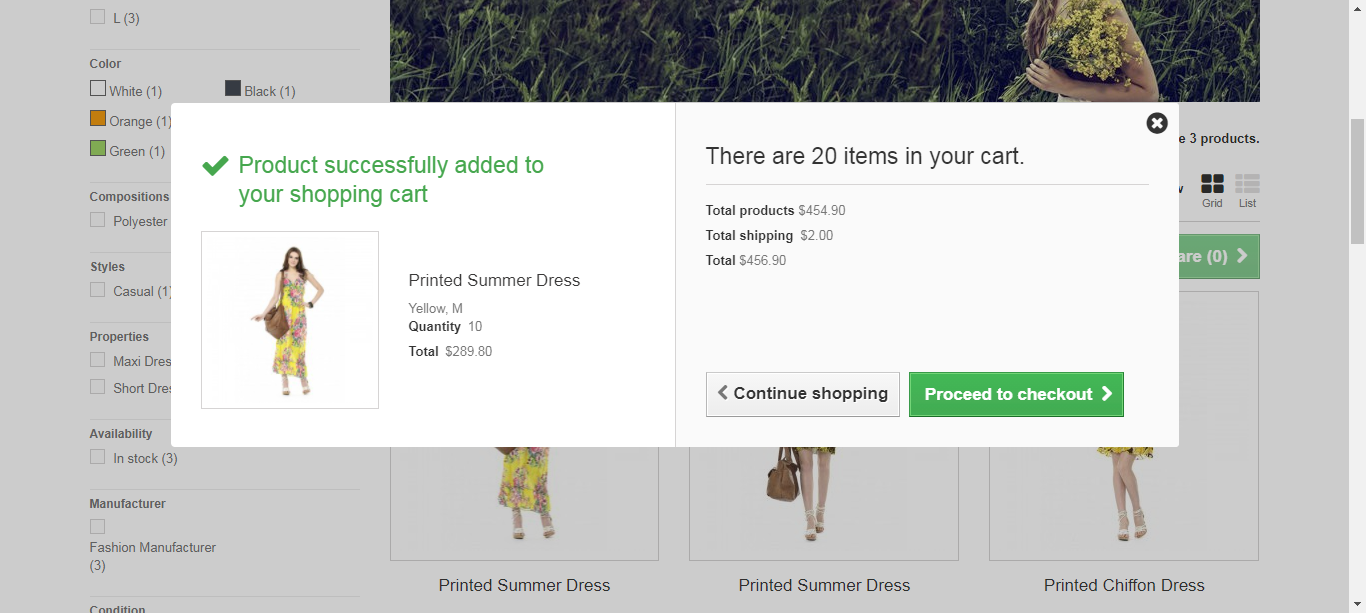 L (3)
Color
White (1)
Black (1)
Orange (1)
Green (1)
Compositions
Polyester
Styles
Casual (1)
Properties
Maxi Dres
Short Dres
Availability
In stock (3)
Manufacturer
Fashion Manufacturer
(3)
Condition
Product successfully added to
your shopping cart
Printed Summer Dress
Yellow, M
Quantity 10
Total $289.80
There are 20 items in your cart.
Total products $454.90
Total shipping $2.00
Total $456.90
Continue shopping
Proceed to checkout
e 3 products.
Grid
List
are (0)
Printed Summer Dress
Printed Summer Dress
Printed Chiffon Dress